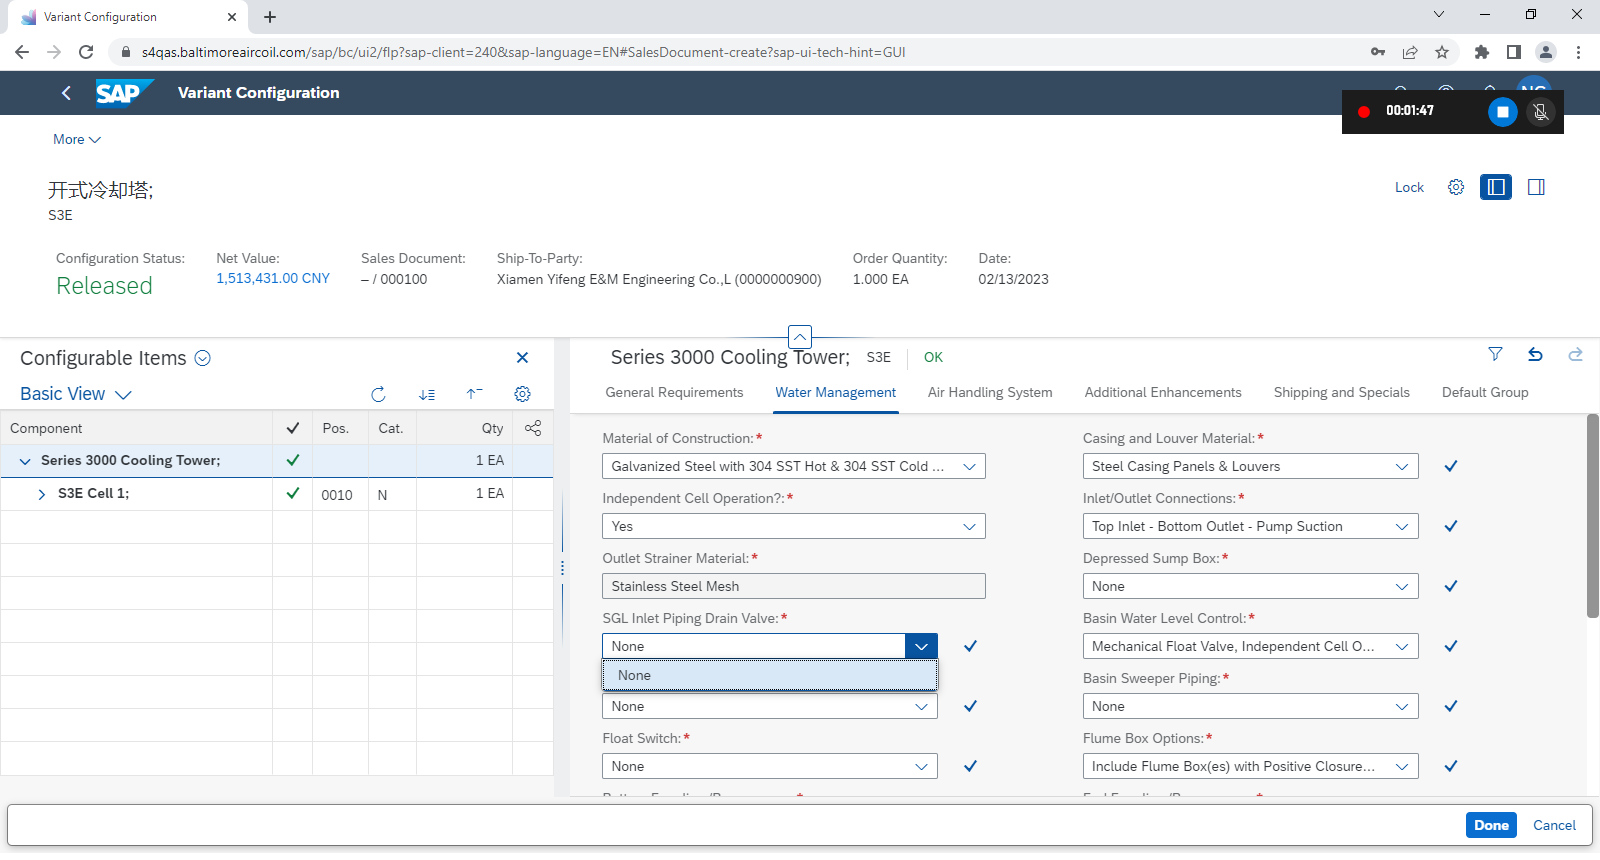 Variant Configuration
s4qas.baltimoreaircoil.com/sap/bc/ui2/flp?sap-client=240&sap-language=EN#SalesDocument-create?sap-ui-tech-hint=GUI
SAP Variant Configuration
00:01:47
More
开式冷却塔;
S3E
Lock
Configuration Status: Net Value: Sales Document: Ship-To-Party: Order Quantity: Date:
Released 1,513,431.00 CNY – / 000100 Xiamen Yifeng E&M Engineering Co.,L (0000000900) 1.000 EA 02/13/2023
Configurable Items
Basic View
Component Pos. Cat. Qty
Series 3000 Cooling Tower; 1 EA
S3E Cell 1; 0010 N 1 EA
Series 3000 Cooling Tower; S3E OK
General Requirements Water Management Air Handling System Additional Enhancements Shipping and Specials Default Group
Material of Construction:* Casing and Louver Material:*
Galvanized Steel with 304 SST Hot & 304 SST Cold ... Steel Casing Panels & Louvers
Independent Cell Operation?:* Inlet/Outlet Connections:*
Yes Top Inlet - Bottom Outlet - Pump Suction
Outlet Strainer Material:* Depressed Sump Box:*
Stainless Steel Mesh None
SGL Inlet Piping Drain Valve:* Basin Water Level Control:*
None Mechanical Float Valve, Independent Cell O...
None Basin Sweeper Piping:*
None None
Float Switch:* Flume Box Options:*
None Include Flume Box(es) with Positive Closure...
Done Cancel